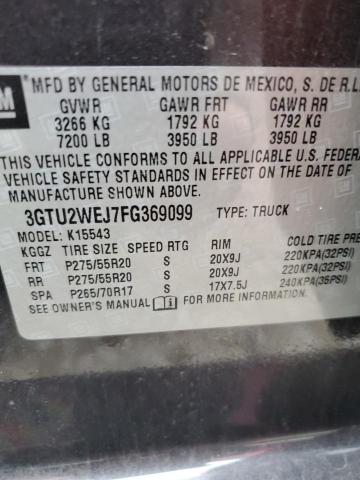 GM MFD BY GENERAL MOTORS DE MEXICO, S. DE R.L.
GVWR GAWR FRT GAWR RR
3266 KG 1792 KG 1792 KG
7200 LB 3950 LB 3950 LB
THIS VEHICLE CONFORMS TO ALL APPLICABLE U.S. FEDERA
VEHICLE SAFETY STANDARDS IN EFFECT ON THE DATE OF
MANUFACTURE SHOWN ABOVE.
3GTU2WEJ7FG369099 TYPE: TRUCK
MODEL: K15543
KGGZ TIRE SIZE SPEED RTG RIM COLD TIRE PRE
FRT P275/55R20 S 20X9J 220KPA(32PSI)
RR P275/55R20 S 20X9J 220KPA(32PSI)
SPA P265/70R17 S 17X7.5J 240KPA(35PSI)
SEE OWNER'S MANUAL FOR MORE INFORMATION